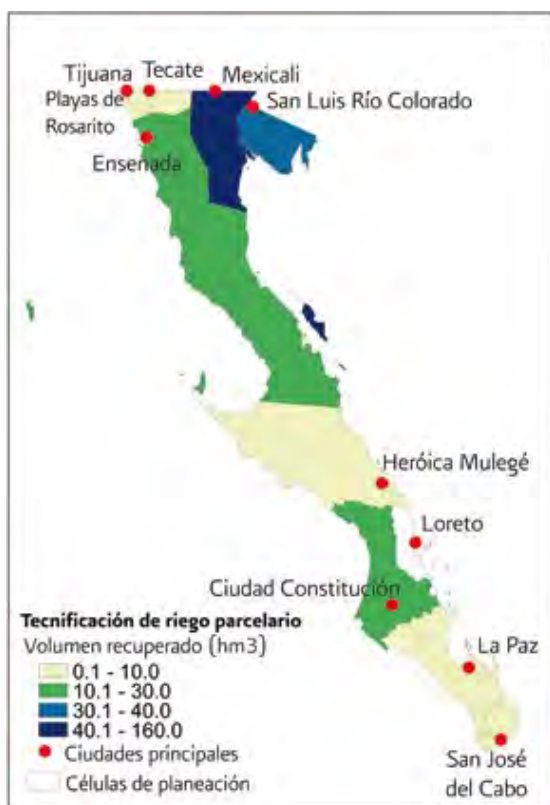 Tijuana
Tecate
Mexicali
Playas de
Rosarito
San Luis Río Colorado
Ensenada
Heróica Mulegé
Loreto
Ciudad Constitución
La Paz
San José
del Cabo
Tecnificación de riego parcelario
Volumen recuperado (hm3)
0.1 - 10.0
10.1 - 30.0
30.1 - 40.0
40.1 - 160.0
Ciudades principales
Células de planeación